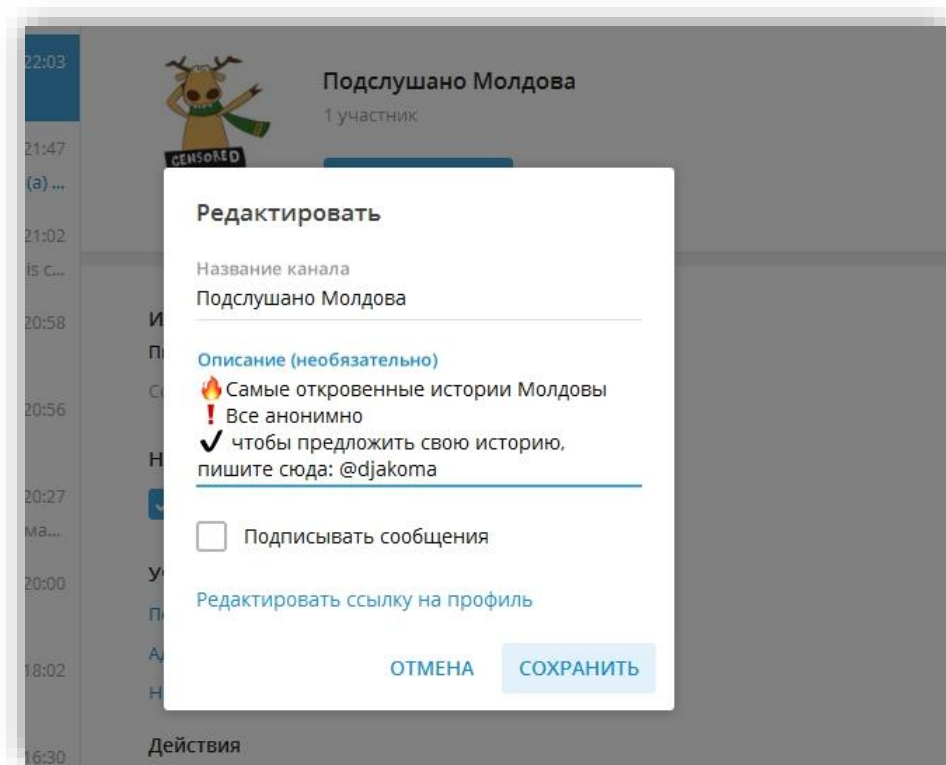 22:03
Подслушано Молдова
1 участник
21:47
CENSORED
(а) ...
Редактировать
21:02
is c...
Название канала
Подслушано Молдова
20:58
Описание (необязательно)
🔥Самые откровенные истории Молдовы
❗Все анонимно
20:56
✔ чтобы предложить свою историю,
пишите сюда: @djakoma
20:27
ма...
Подписывать сообщения
20:00
Редактировать ссылку на профиль
18:02
ОТМЕНА СОХРАНИТЬ
Действия
16:30